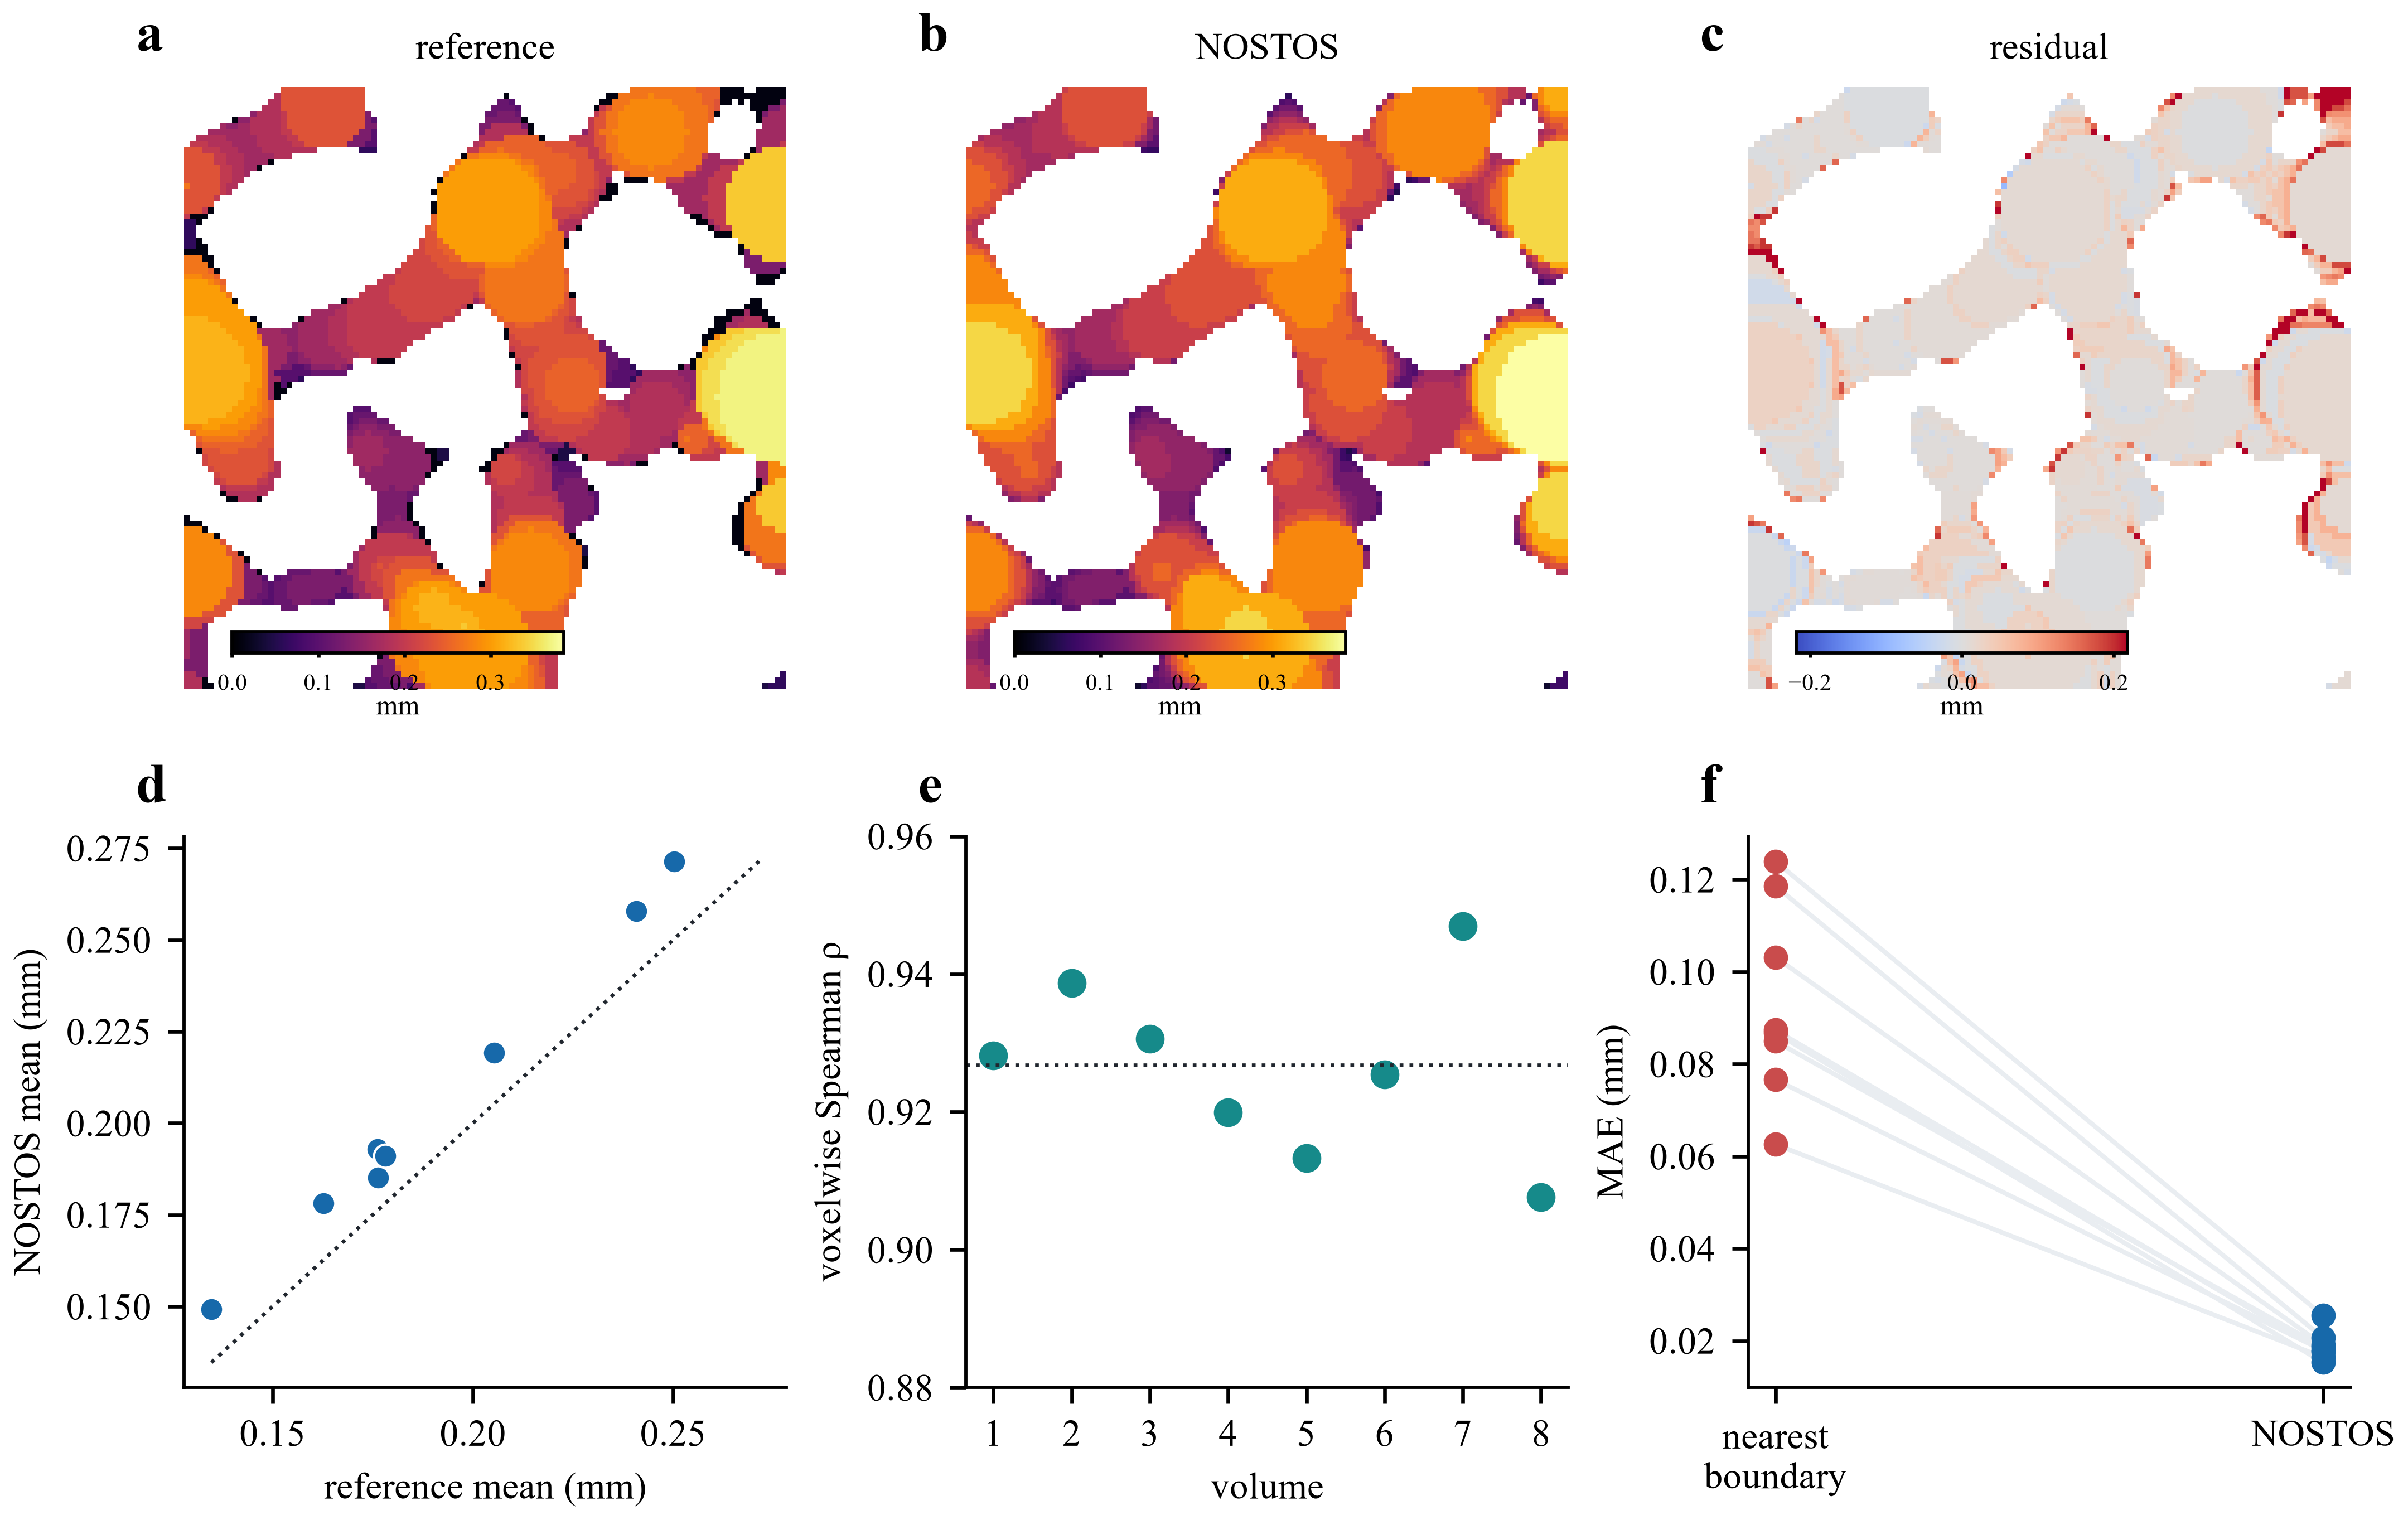 a
reference
0.0 0.1 0.2 0.3
mm
b
NOSTOS
0.0 0.1 0.2 0.3
mm
c
residual
−0.2 0.0 0.2
mm
d
0.275
0.250
0.225
0.200
0.175
0.150
NOSTOS mean (mm)
0.15 0.20 0.25
reference mean (mm)
e
0.96
0.94
0.92
0.90
0.88
voxelwise Spearman ρ
1 2 3 4 5 6 7 8
volume
f
0.12
0.10
0.08
0.06
0.04
0.02
MAE (mm)
nearest
boundary
NOSTOS